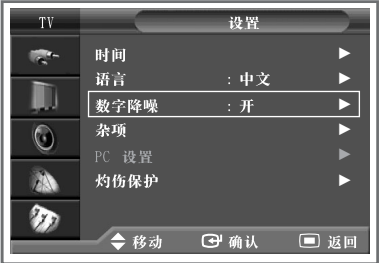 TV 设置
时间
语言 : 中文
数字降噪 : 开
杂项
PC 设置
灼伤保护
移动 确认 返回